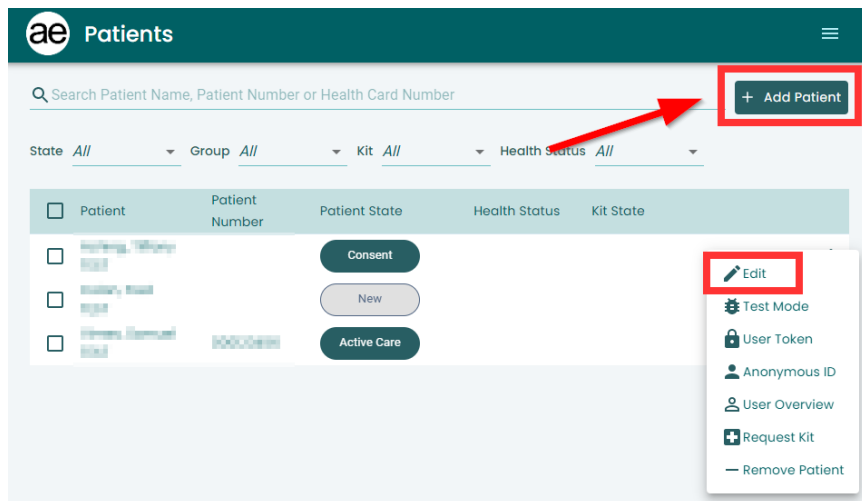 ae Patients
Search Patient Name, Patient Number or Health Card Number
+ Add Patient
State All Group All Kit All Health Status All
Patient Patient Number Patient State Health Status Kit State
Consent
New
Active Care
Edit
Test Mode
User Token
Anonymous ID
User Overview
Request Kit
Remove Patient